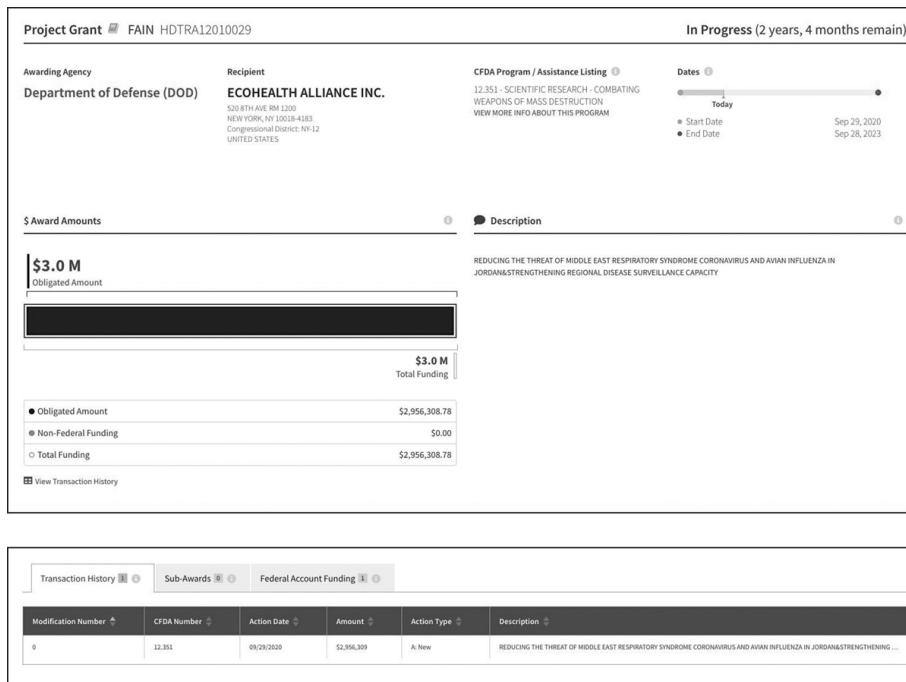 Project Grant FAIN HDTRA12010029
In Progress (2 years, 4 months remain)
Awarding Agency
Department of Defense (DOD)
Recipient
ECOHEALTH ALLIANCE INC.
520 8TH AVE RM 1200
NEW YORK, NY 10018-4183
Congressional District: NY-12
UNITED STATES
CFDA Program / Assistance Listing
12.351 - SCIENTIFIC RESEARCH - COMBATING
WEAPONS OF MASS DESTRUCTION
VIEW MORE INFO ABOUT THIS PROGRAM
Dates
Today
Start Date Sep 29, 2020
End Date Sep 28, 2023
$ Award Amounts
$3.0 M
Obligated Amount
$3.0 M
Total Funding
Obligated Amount $2,956,308.78
Non-Federal Funding $0.00
Total Funding $2,956,308.78
View Transaction History
Description
REDUCING THE THREAT OF MIDDLE EAST RESPIRATORY SYNDROME CORONAVIRUS AND AVIAN INFLUENZA IN
JORDAN&STRENGTHENING REGIONAL DISEASE SURVEILLANCE CAPACITY
Transaction History 1 Sub-Awards 0 Federal Account Funding 1
Modification Number CFDA Number Action Date Amount Action Type Description
0 12.351 09/29/2020 $2,956,309 A: New REDUCING THE THREAT OF MIDDLE EAST RESPIRATORY SYNDROME CORONAVIRUS AND AVIAN INFLUENZA IN JORDAN&STRENGTHENING ...